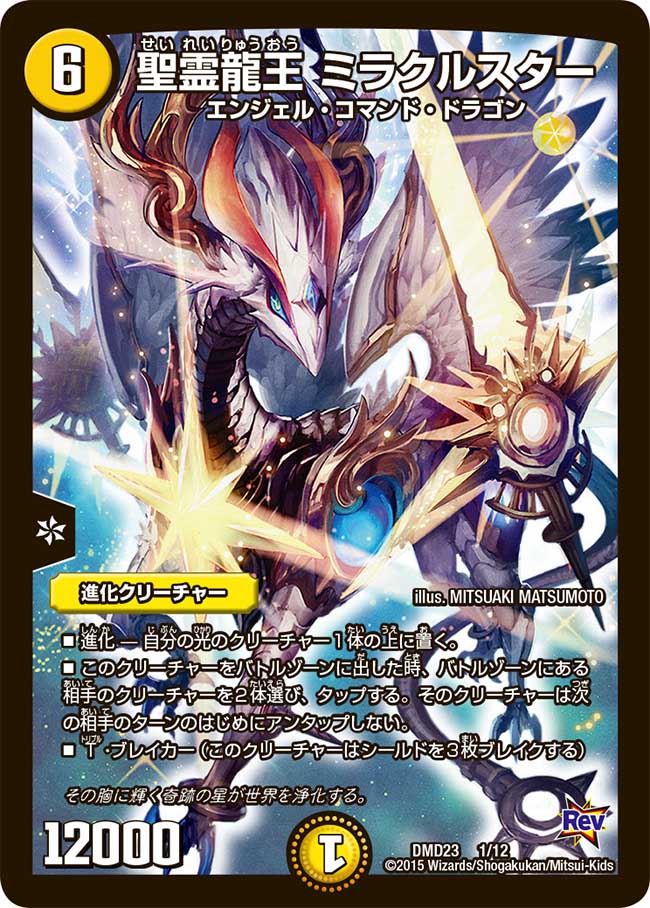 6
せいれいりゅうおう
聖霊龍王 ミラクルスター
エンジェル・コマンド・ドラゴン
進化クリーチャー
illus. MITSUAKI MATSUMOTO
■ 進化 — 自分の光のクリーチャー1体の上に置く。
■ このクリーチャーをバトルゾーンに出した時、バトルゾーンにある
相手のクリーチャーを2体選び、タップする。そのクリーチャーは次
の相手のターンのはじめにアンタップしない。
■ T・ブレイカー (このクリーチャーはシールドを3枚ブレイクする)
その胸に輝く奇跡の星が世界を浄化する。
12000
1
Rev
DMD23 1/12
©2015 Wizards/Shogakukan/Mitsui-Kids